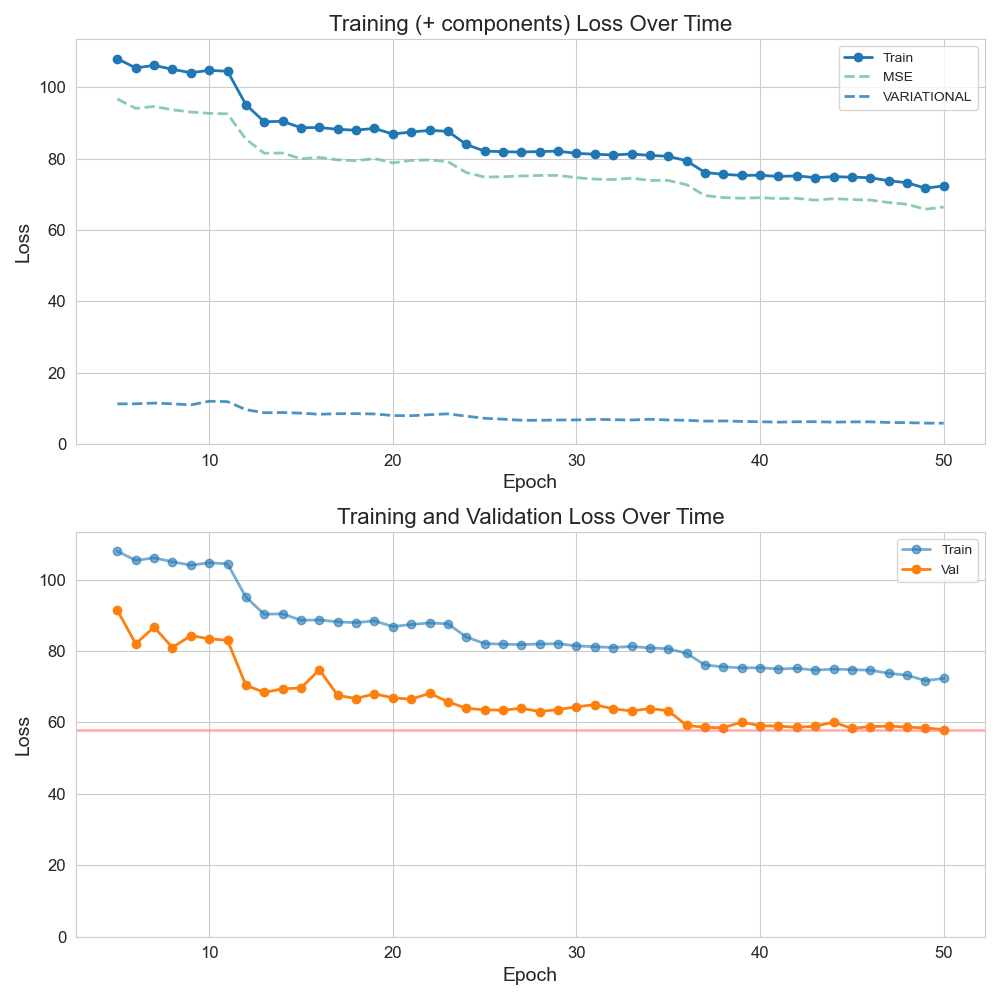 Training (+ components) Loss Over Time
Train
MSE
VARIATIONAL
Loss
100
80
60
40
20
0
10 20 30 40 50
Epoch
Training and Validation Loss Over Time
Train
Val
Loss
100
80
60
40
20
0
10 20 30 40 50
Epoch